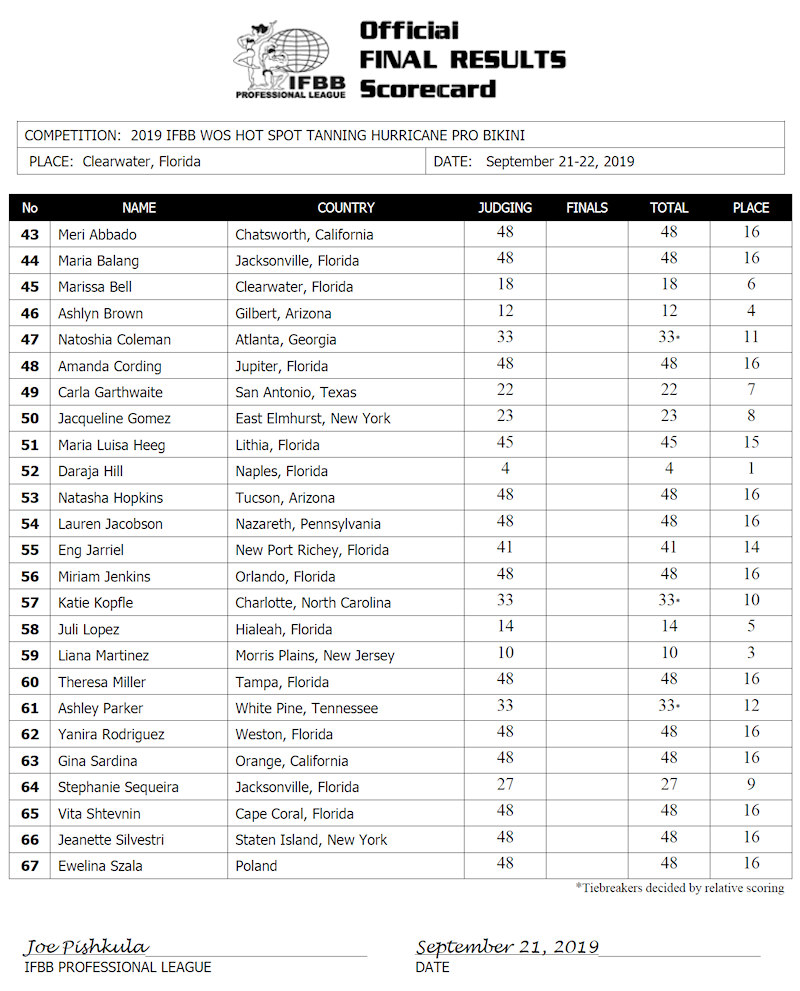 Official
FINAL RESULTS
Scorecard
IFBB
PROFESSIONAL LEAGUE
COMPETITION: 2019 IFBB WOS HOT SPOT TANNING HURRICANE PRO BIKINI
PLACE: Clearwater, Florida DATE: September 21-22, 2019
No NAME COUNTRY JUDGING FINALS TOTAL PLACE
43 Meri Abbado Chatsworth, California 48 48 16
44 Maria Balang Jacksonville, Florida 48 48 16
45 Marissa Bell Clearwater, Florida 18 18 6
46 Ashlyn Brown Gilbert, Arizona 12 12 4
47 Natoshia Coleman Atlanta, Georgia 33 33* 11
48 Amanda Cording Jupiter, Florida 48 48 16
49 Carla Garthwaite San Antonio, Texas 22 22 7
50 Jacqueline Gomez East Elmhurst, New York 23 23 8
51 Maria Luisa Heeg Lithia, Florida 45 45 15
52 Daraja Hill Naples, Florida 4 4 1
53 Natasha Hopkins Tucson, Arizona 48 48 16
54 Lauren Jacobson Nazareth, Pennsylvania 48 48 16
55 Eng Jarriel New Port Richey, Florida 41 41 14
56 Miriam Jenkins Orlando, Florida 48 48 16
57 Katie Kopfle Charlotte, North Carolina 33 33* 10
58 Juli Lopez Hialeah, Florida 14 14 5
59 Liana Martinez Morris Plains, New Jersey 10 10 3
60 Theresa Miller Tampa, Florida 48 48 16
61 Ashley Parker White Pine, Tennessee 33 33* 12
62 Yanira Rodriguez Weston, Florida 48 48 16
63 Gina Sardina Orange, California 48 48 16
64 Stephanie Sequeira Jacksonville, Florida 27 27 9
65 Vita Shtevnin Cape Coral, Florida 48 48 16
66 Jeanette Silvestri Staten Island, New York 48 48 16
67 Ewelina Szala Poland 48 48 16
*Tiebreakers decided by relative scoring
Joe Pishkula September 21, 2019
IFBB PROFESSIONAL LEAGUE DATE